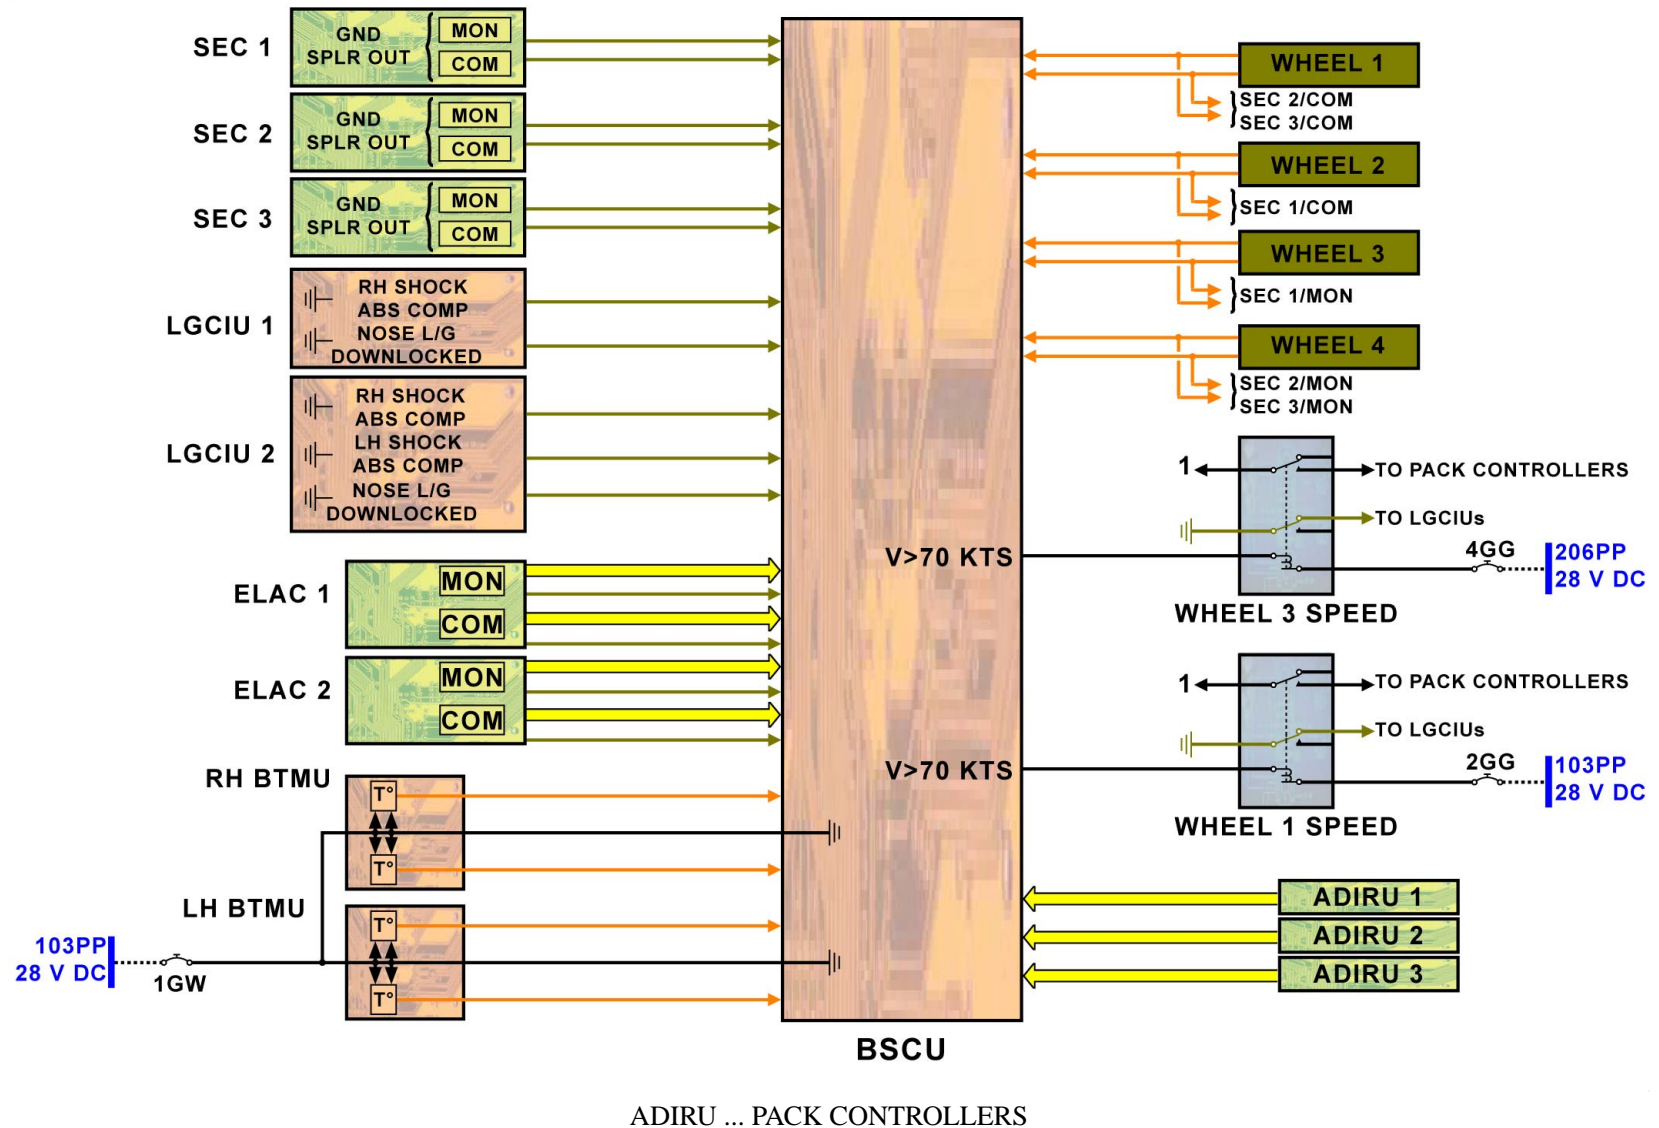 SEC 1
GND
SPLR OUT
MON
COM
SEC 2
GND
SPLR OUT
MON
COM
SEC 3
GND
SPLR OUT
MON
COM
LGCIU 1
RH SHOCK
ABS COMP
NOSE L/G
DOWNLOCKED
LGCIU 2
RH SHOCK
ABS COMP
LH SHOCK
ABS COMP
NOSE L/G
DOWNLOCKED
ELAC 1
MON
COM
ELAC 2
MON
COM
RH BTMU
T°
T°
LH BTMU
T°
T°
103PP
28 V DC
1GW
V>70 KTS
V>70 KTS
BSCU
WHEEL 1
SEC 2/COM
SEC 3/COM
WHEEL 2
SEC 1/COM
WHEEL 3
SEC 1/MON
WHEEL 4
SEC 2/MON
SEC 3/MON
1
TO PACK CONTROLLERS
TO LGCIUs
4GG
206PP
28 V DC
WHEEL 3 SPEED
1
TO PACK CONTROLLERS
TO LGCIUs
2GG
103PP
28 V DC
WHEEL 1 SPEED
ADIRU 1
ADIRU 2
ADIRU 3
ADIRU ... PACK CONTROLLERS